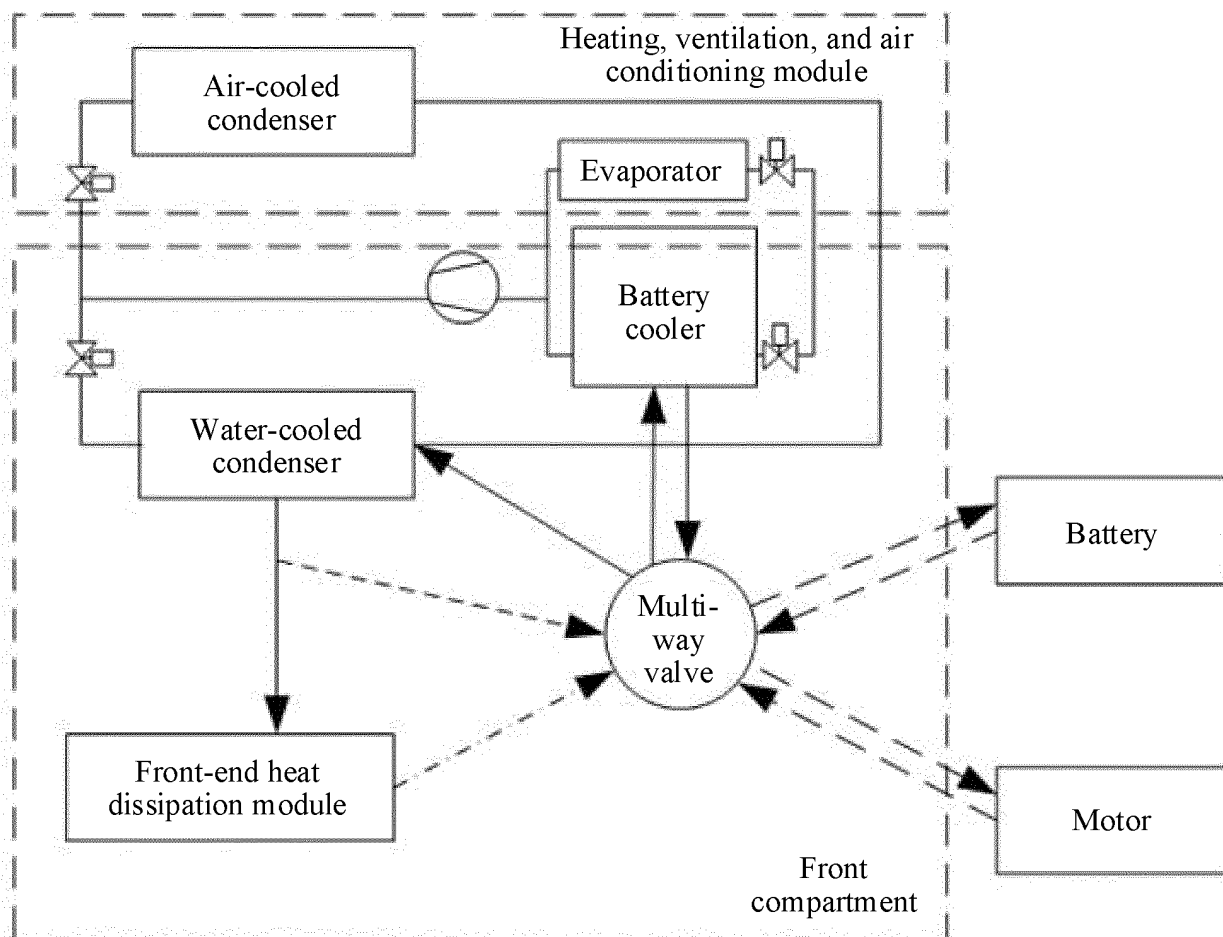 Heating, ventilation, and air
conditioning module
Air-cooled
condenser
Evaporator
Battery
cooler
Water-cooled
condenser
Battery
Multi-
way
valve
Front-end heat
dissipation module
Motor
Front
compartment